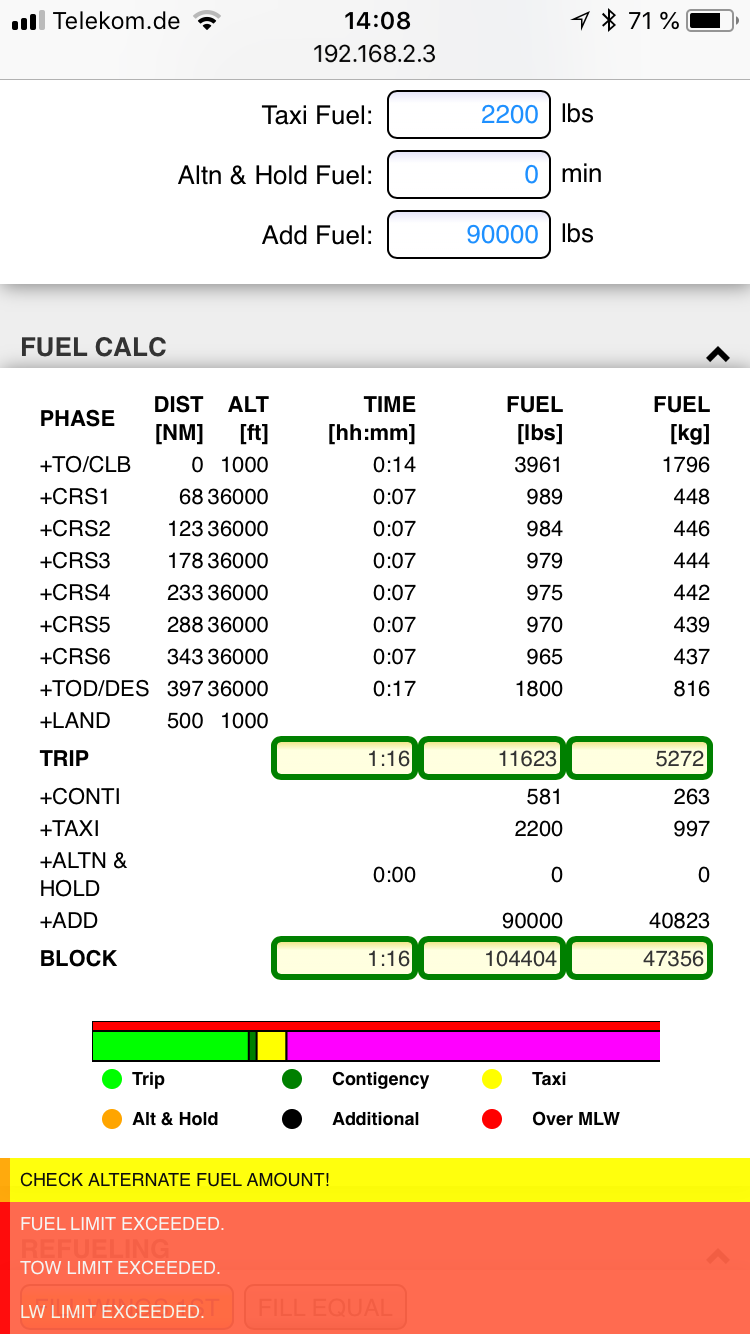 Telekom.de 14:08 71 %
192.168.2.3
Taxi Fuel: 2200 lbs
Altn & Hold Fuel: 0 min
Add Fuel: 90000 lbs
FUEL CALC
PHASE DIST [NM] ALT [ft] TIME [hh:mm] FUEL [lbs] FUEL [kg]
+TO/CLB 0 1000 0:14 3961 1796
+CRS1 68 36000 0:07 989 448
+CRS2 123 36000 0:07 984 446
+CRS3 178 36000 0:07 979 444
+CRS4 233 36000 0:07 975 442
+CRS5 288 36000 0:07 970 439
+CRS6 343 36000 0:07 965 437
+TOD/DES 397 36000 0:17 1800 816
+LAND 500 1000
TRIP 1:16 11623 5272
+CONTI 581 263
+TAXI 2200 997
+ALTN & HOLD 0:00 0 0
+ADD 90000 40823
BLOCK 1:16 104404 47356
Trip Contigency Taxi
Alt & Hold Additional Over MLW
CHECK ALTERNATE FUEL AMOUNT!
FUEL LIMIT EXCEEDED.
REFUELING
TOW LIMIT EXCEEDED.
LW LIMIT EXCEEDED.
FILL EQUAL